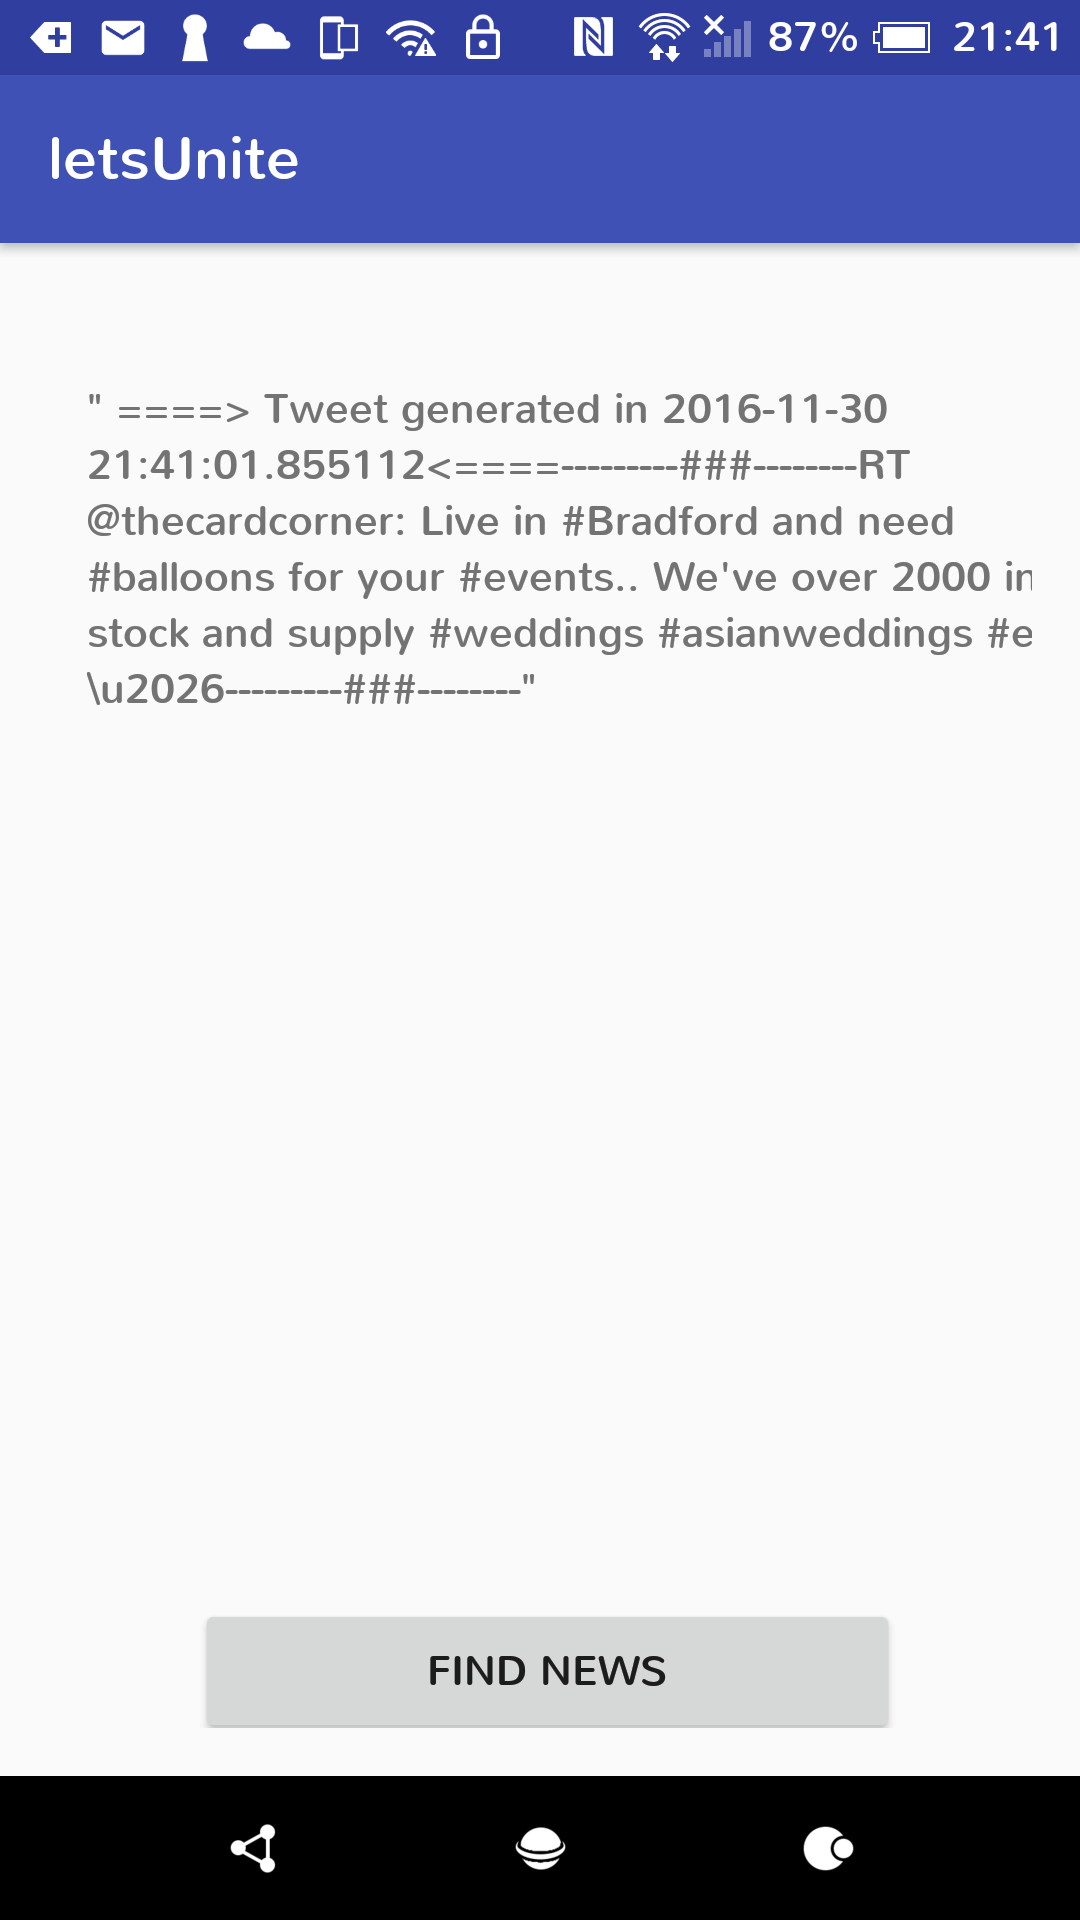 87% 21:41
letsUnite
" ====> Tweet generated in 2016-11-30
21:41:01.855112<====---------###--------RT
@thecardcorner: Live in #Bradford and need
#balloons for your #events.. We've over 2000 in
stock and supply #weddings #asianweddings #e
\u2026---------###--------"
FIND NEWS